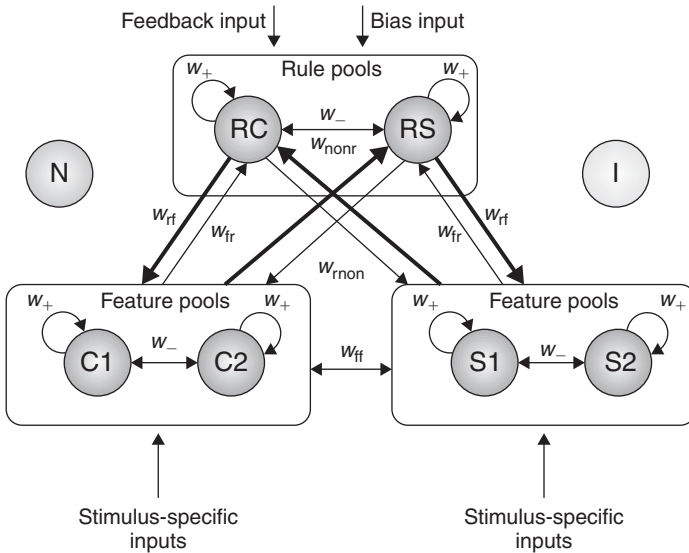 Feedback input
Bias input
Rule pools
w+
w+
RC
w−
RS
wnonr
N
I
wrf
wfr
wfr
wrf
wrnon
Feature pools
w+
w+
C1
w−
C2
wff
Feature pools
w+
w+
S1
w−
S2
Stimulus-specific
inputs
Stimulus-specific
inputs